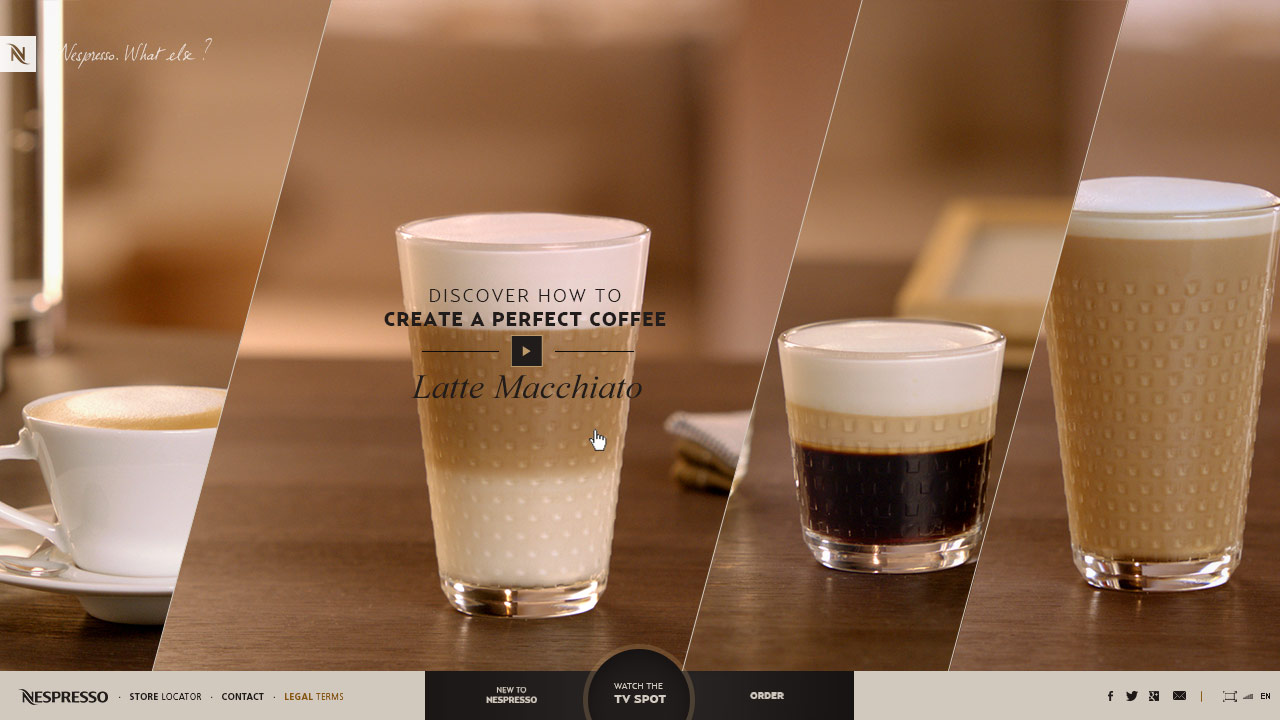 N
Nespresso. What else?
DISCOVER HOW TO
CREATE A PERFECT COFFEE
Latte Macchiato
NESPRESSO · STORE LOCATOR · CONTACT · LEGAL TERMS
NEW TO
NESPRESSO
WATCH THE
TV SPOT
ORDER
EN